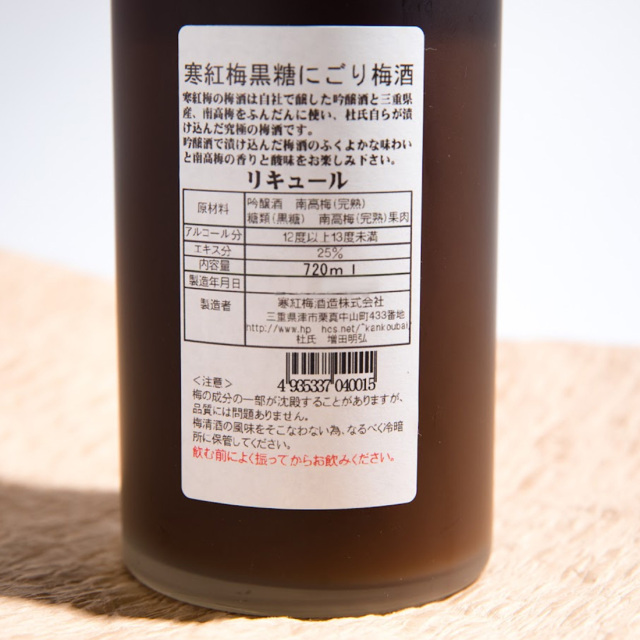 寒紅梅黒糖にごり梅酒
寒紅梅の梅酒は自社で醸した吟醸酒と三重県
産、南高梅をふんだんに使い、杜氏自らが漬
け込んだ究極の梅酒です。
吟醸酒で漬け込んだ梅酒のふくよかな味わい
と南高梅の香りと酸味をお楽しみ下さい。
リキュール
原材料 吟醸酒 南高梅(完熟)
糖類(黒糖) 南高梅(完熟)果肉
アルコール分 12度以上13度未満
エキス分 25%
内容量 720ml
製造年月日
製造者 寒紅梅酒造株式会社
三重県津市栗真中山町433番地
http://www.hp hcs.net/~kankoubai
杜氏 増田明弘
4 935337 040015
<注意>
梅の成分の一部が沈殿することがありますが、
品質には問題ありません。
梅清酒の風味をそこなわない為、なるべく冷暗
所に保管してください。
飲む前によく振ってからお飲みください。